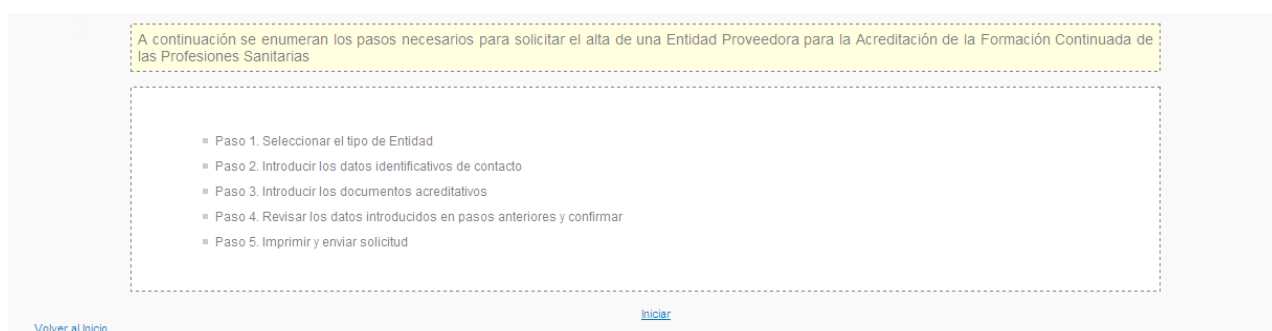 A continuación se enumeran los pasos necesarios para solicitar el alta de una Entidad Proveedora para la Acreditación de la Formación Continuada de
las Profesiones Sanitarias
Paso 1. Seleccionar el tipo de Entidad
Paso 2. Introducir los datos identificativos de contacto
Paso 3. Introducir los documentos acreditativos
Paso 4. Revisar los datos introducidos en pasos anteriores y confirmar
Paso 5. Imprimir y enviar solicitud
Iniciar
Volver al Inicio